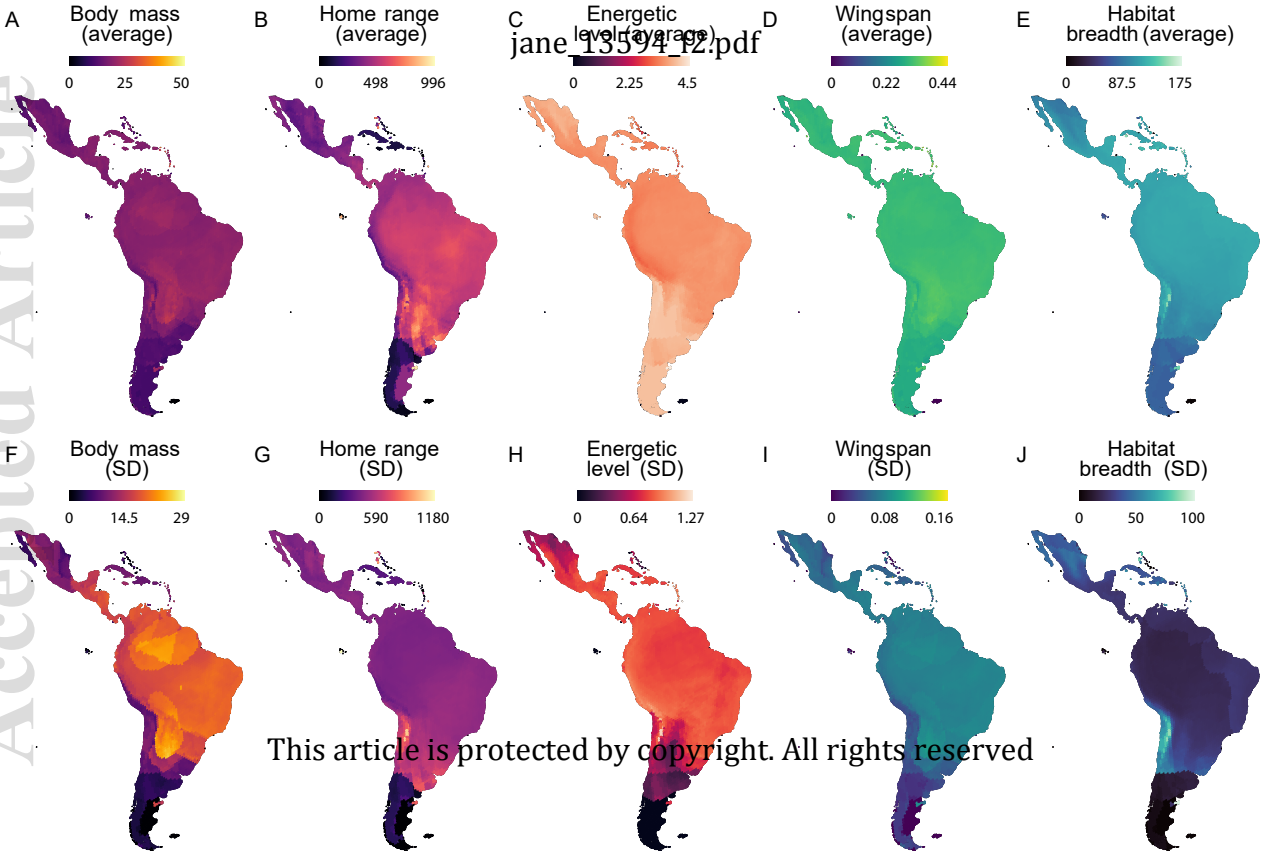 A
Body mass
(average)
0 25 50
B
Home range
(average)
0 498 996
C
Energetic
level (average)
0 2.25 4.5
D
Wingspan
(average)
0 0.22 0.44
E
Habitat
breadth (average)
0 87.5 175
jane_13594_f2.pdf
F
Body mass
(SD)
0 14.5 29
G
Home range
(SD)
0 590 1180
H
Energetic
level (SD)
0 0.64 1.27
I
Wingspan
(SD)
0 0.08 0.16
J
Habitat
breadth (SD)
0 50 100
This article is protected by copyright. All rights reserved
Accepted Article